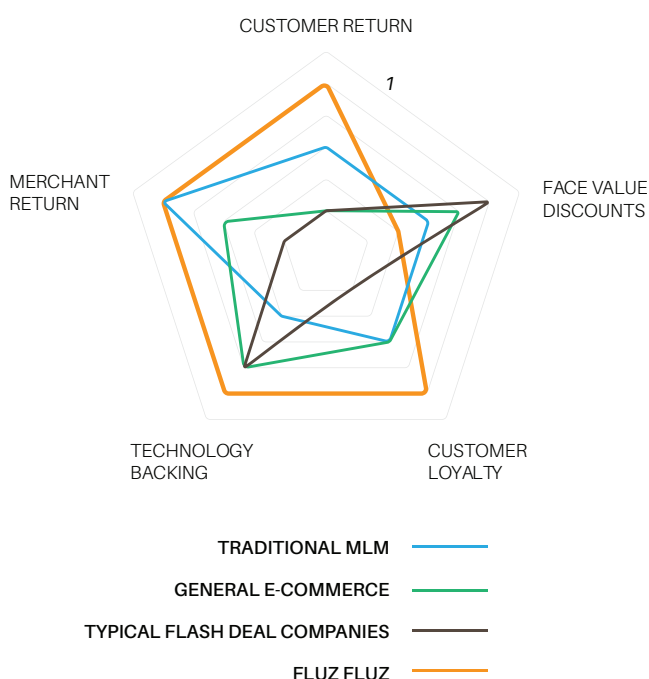 CUSTOMER RETURN
1
MERCHANT
RETURN
FACE VALUE
DISCOUNTS
TECHNOLOGY
BACKING
CUSTOMER
LOYALTY
TRADITIONAL MLM
GENERAL E-COMMERCE
TYPICAL FLASH DEAL COMPANIES
FLUZ FLUZ